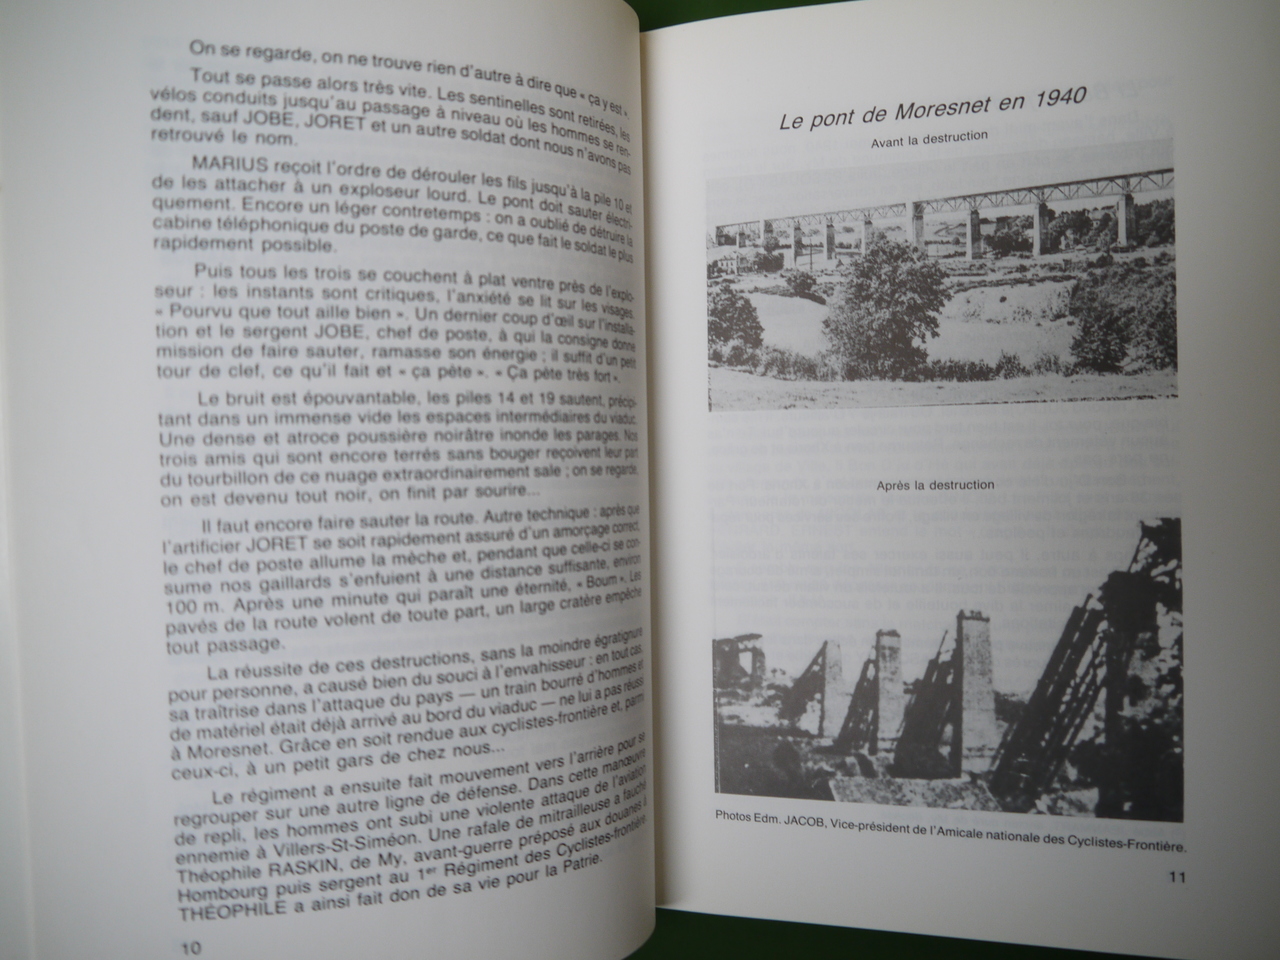 On se regarde, on ne trouve rien d'autre à dire que « ça y est ».
Tout se passe alors très vite. Les sentinelles sont retirées, les
vélos conduits jusqu'au passage à niveau où les hommes se ren-
dent, sauf JOBE, JORET et un autre soldat dont nous n'avons pas
retrouvé le nom.
MARIUS reçoit l'ordre de dérouler les fils jusqu'à la pile 10 et
de les attacher à un exploseur lourd. Le pont doit sauter électri-
quement. Encore un léger contretemps : on a oublié de détruire la
cabine téléphonique du poste de garde, ce que fait le soldat le plus
rapidement possible.
Puis tous les trois se couchent à plat ventre près de l'explo-
seur : les instants sont critiques, l'anxiété se lit sur les visages.
« Pourvu que tout aille bien ». Un dernier coup d'œil sur l'installa-
tion et le sergent JOBE, chef de poste, à qui la consigne donne
mission de faire sauter, ramasse son énergie ; il suffit d'un petit
tour de clef, ce qu'il fait et « ça pète ». « Ça pète très fort ».
Le bruit est épouvantable, les piles 14 et 19 sautent, précipi-
tant dans un immense vide les espaces intermédiaires du viaduc.
Une dense et atroce poussière noirâtre inonde les parages. Nos
trois amis qui sont encore terrés sans bouger reçoivent leur part
du tourbillon de ce nuage extraordinairement sale ; on se regarde,
on est devenu tout noir, on finit par sourire...
Il faut encore faire sauter la route. Autre technique : après que
l'artificier JORET se soit rapidement assuré d'un amorçage correct,
le chef de poste allume la mèche et, pendant que celle-ci se con-
sume nos gaillards s'enfuient à une distance suffisante, environ
100 m. Après une minute qui paraît une éternité, « Boum ». Les
pavés de la route volent de toute part, un large cratère empêche
tout passage.
La réussite de ces destructions, sans la moindre égratignure
pour personne, a causé bien du souci à l'envahisseur : en tout cas,
sa traîtrise dans l'attaque du pays — un train bourré d'hommes et
de matériel était déjà arrivé au bord du viaduc — ne lui a pas réussi
à Moresnet. Grâce en soit rendue aux cyclistes-frontière et, parmi
ceux-ci, à un petit gars de chez nous...
Le régiment a ensuite fait mouvement vers l'arrière pour se
regrouper sur une autre ligne de défense. Dans cette manœuvre
de repli, les hommes ont subi une violente attaque de l'aviation
ennemie à Villers-St-Siméon. Une rafale de mitrailleuse a fauché
Théophile RASKIN, de My, avant-guerre préposé aux douanes à
Hombourg puis sergent au 1er Régiment des Cyclistes-frontière.
THÉOPHILE a ainsi fait don de sa vie pour la Patrie.
10
Le pont de Moresnet en 1940
Avant la destruction
Après la destruction
Photos Edm. JACOB, Vice-président de l'Amicale nationale des Cyclistes-Frontière.
11